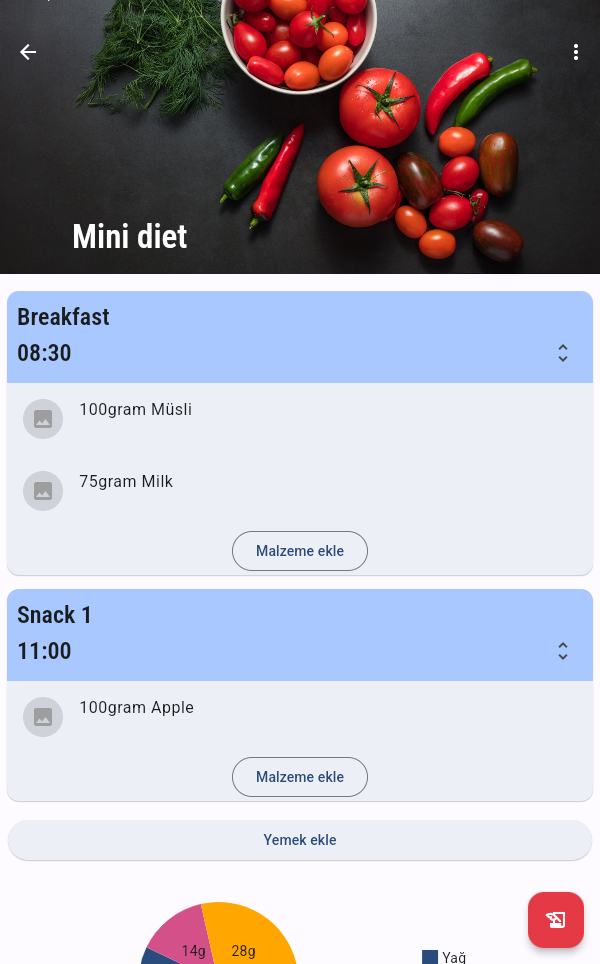 Mini diet
Breakfast
08:30
100gram Müsli
75gram Milk
Malzeme ekle
Snack 1
11:00
100gram Apple
Malzeme ekle
Yemek ekle
14g
28g
Yağ